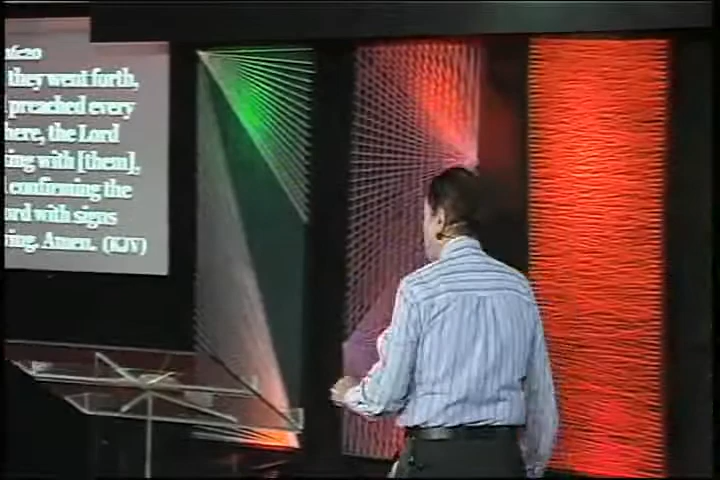 they went forth,
preached every
here, the Lord
ing with [them],
confirming the
ord with signs
ing. Amen. (KJV)